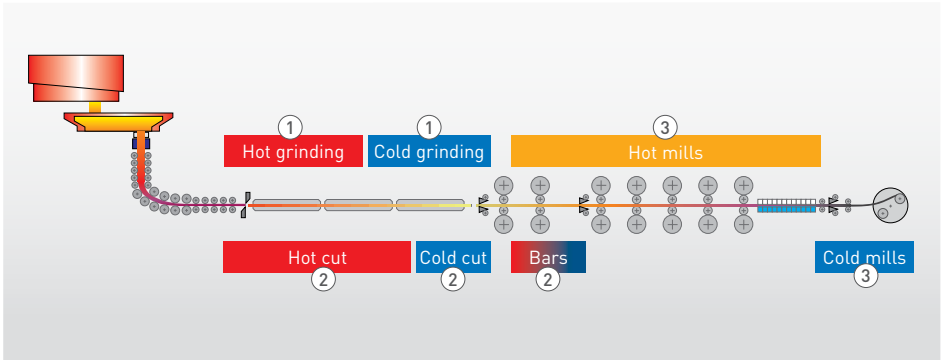 1
Hot grinding
1
Cold grinding
3
Hot mills
Hot cut
2
Cold cut
2
Bars
2
Cold mills
3